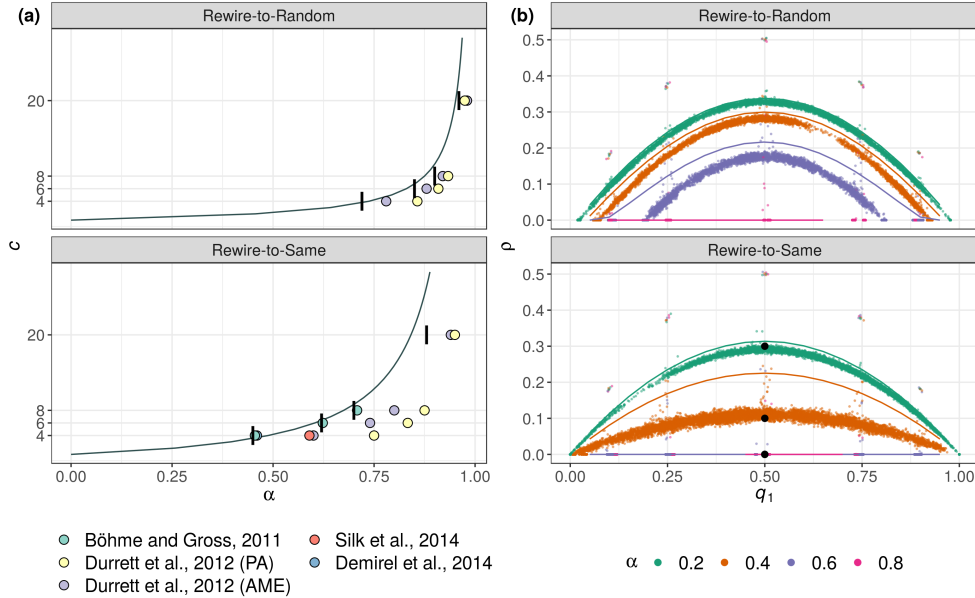 (a)
Rewire-to-Random
20
8
6
4
Rewire-to-Same
20
8
6
4
c
0.00
0.25
0.50
0.75
1.00
α
Böhme and Gross, 2011
Durrett et al., 2012 (PA)
Durrett et al., 2012 (AME)
Silk et al., 2014
Demirel et al., 2014
(b)
Rewire-to-Random
0.5
0.4
0.3
0.2
0.1
0.0
Rewire-to-Same
0.5
0.4
0.3
0.2
0.1
0.0
ρ
0.00
0.25
0.50
0.75
1.00
q1
α
0.2
0.4
0.6
0.8